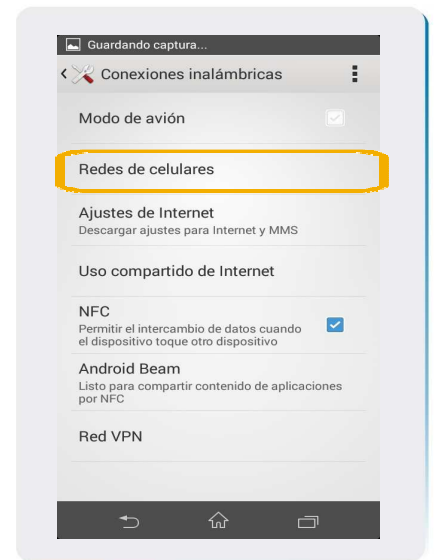 Guardando captura...
Conexiones inalámbricas
Modo de avión
Redes de celulares
Ajustes de Internet
Descargar ajustes para Internet y MMS
Uso compartido de Internet
NFC
Permitir el intercambio de datos cuando
el dispositivo toque otro dispositivo
Android Beam
Listo para compartir contenido de aplicaciones
por NFC
Red VPN